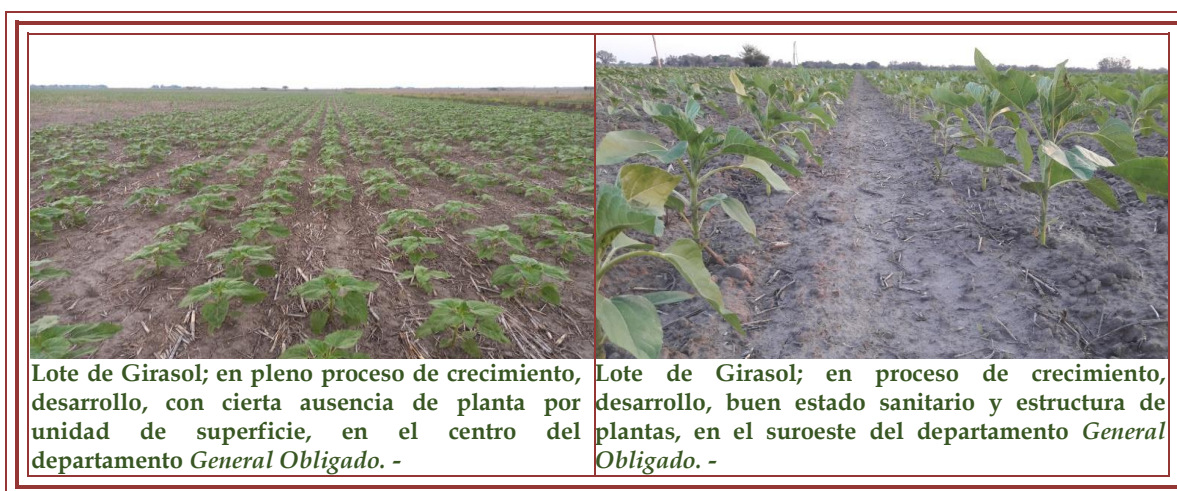 Lote de Girasol; en pleno proceso de crecimiento,
desarrollo, con cierta ausencia de planta por
unidad de superficie, en el centro del
departamento General Obligado. -
Lote de Girasol; en proceso de crecimiento,
desarrollo, buen estado sanitario y estructura de
plantas, en el suroeste del departamento General
Obligado. -